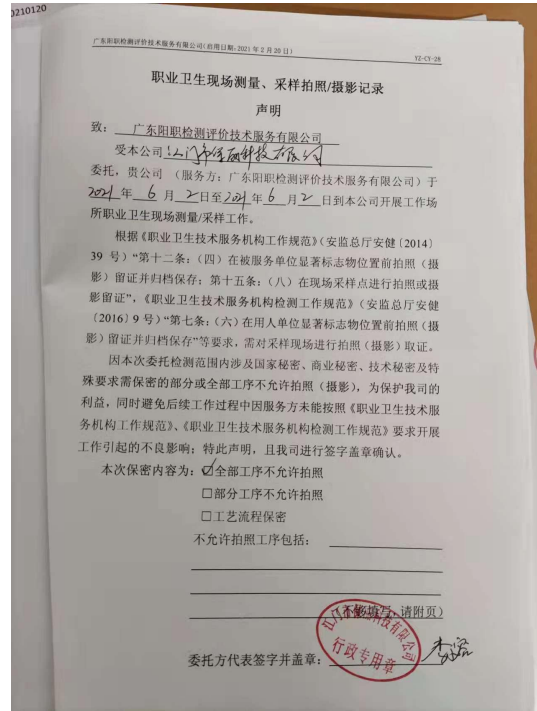 0210120
广东阳职检测评价技术服务有限公司(启用日期:2021年2月20日) YZ-CY-28
职业卫生现场测量、采样拍照/摄影记录
声明
致：广东阳职检测评价技术服务有限公司
受本公司江门市佳丽科技有限公司
委托，贵公司（服务方：广东阳职检测评价技术服务有限公司）于
2021年6月2日至2021年6月2日到本公司开展工作场
所职业卫生现场测量/采样工作。
根据《职业卫生技术服务机构工作规范》（安监总厅安健〔2014〕
39号）“第十二条：（四）在被服务单位显著标志物位置前拍照（摄
影）留证并归档保存；第十五条：（八）在现场采样点进行拍照或摄
影留证”，《职业卫生技术服务机构检测工作规范》（安监总厅安健
〔2016〕9号）“第七条：（六）在用人单位显著标志物位置前拍照（摄
影）留证并归档保存”等要求，需对采样现场进行拍照（摄影）取证。
因本次委托检测范围内涉及国家秘密、商业秘密、技术秘密及特
殊要求需保密的部分或全部工序不允许拍照（摄影），为保护我司的
利益，同时避免后续工作过程中因服务方未能按照《职业卫生技术服
务机构工作规范》、《职业卫生技术服务机构检测工作规范》要求开展
工作引起的不良影响；特此声明，且我司进行签字盖章确认。
本次保密内容为：☑全部工序不允许拍照
□部分工序不允许拍照
□工艺流程保密
不允许拍照工序包括：
（不够填写，请附页）
委托方代表签字并盖章：
行政专用章